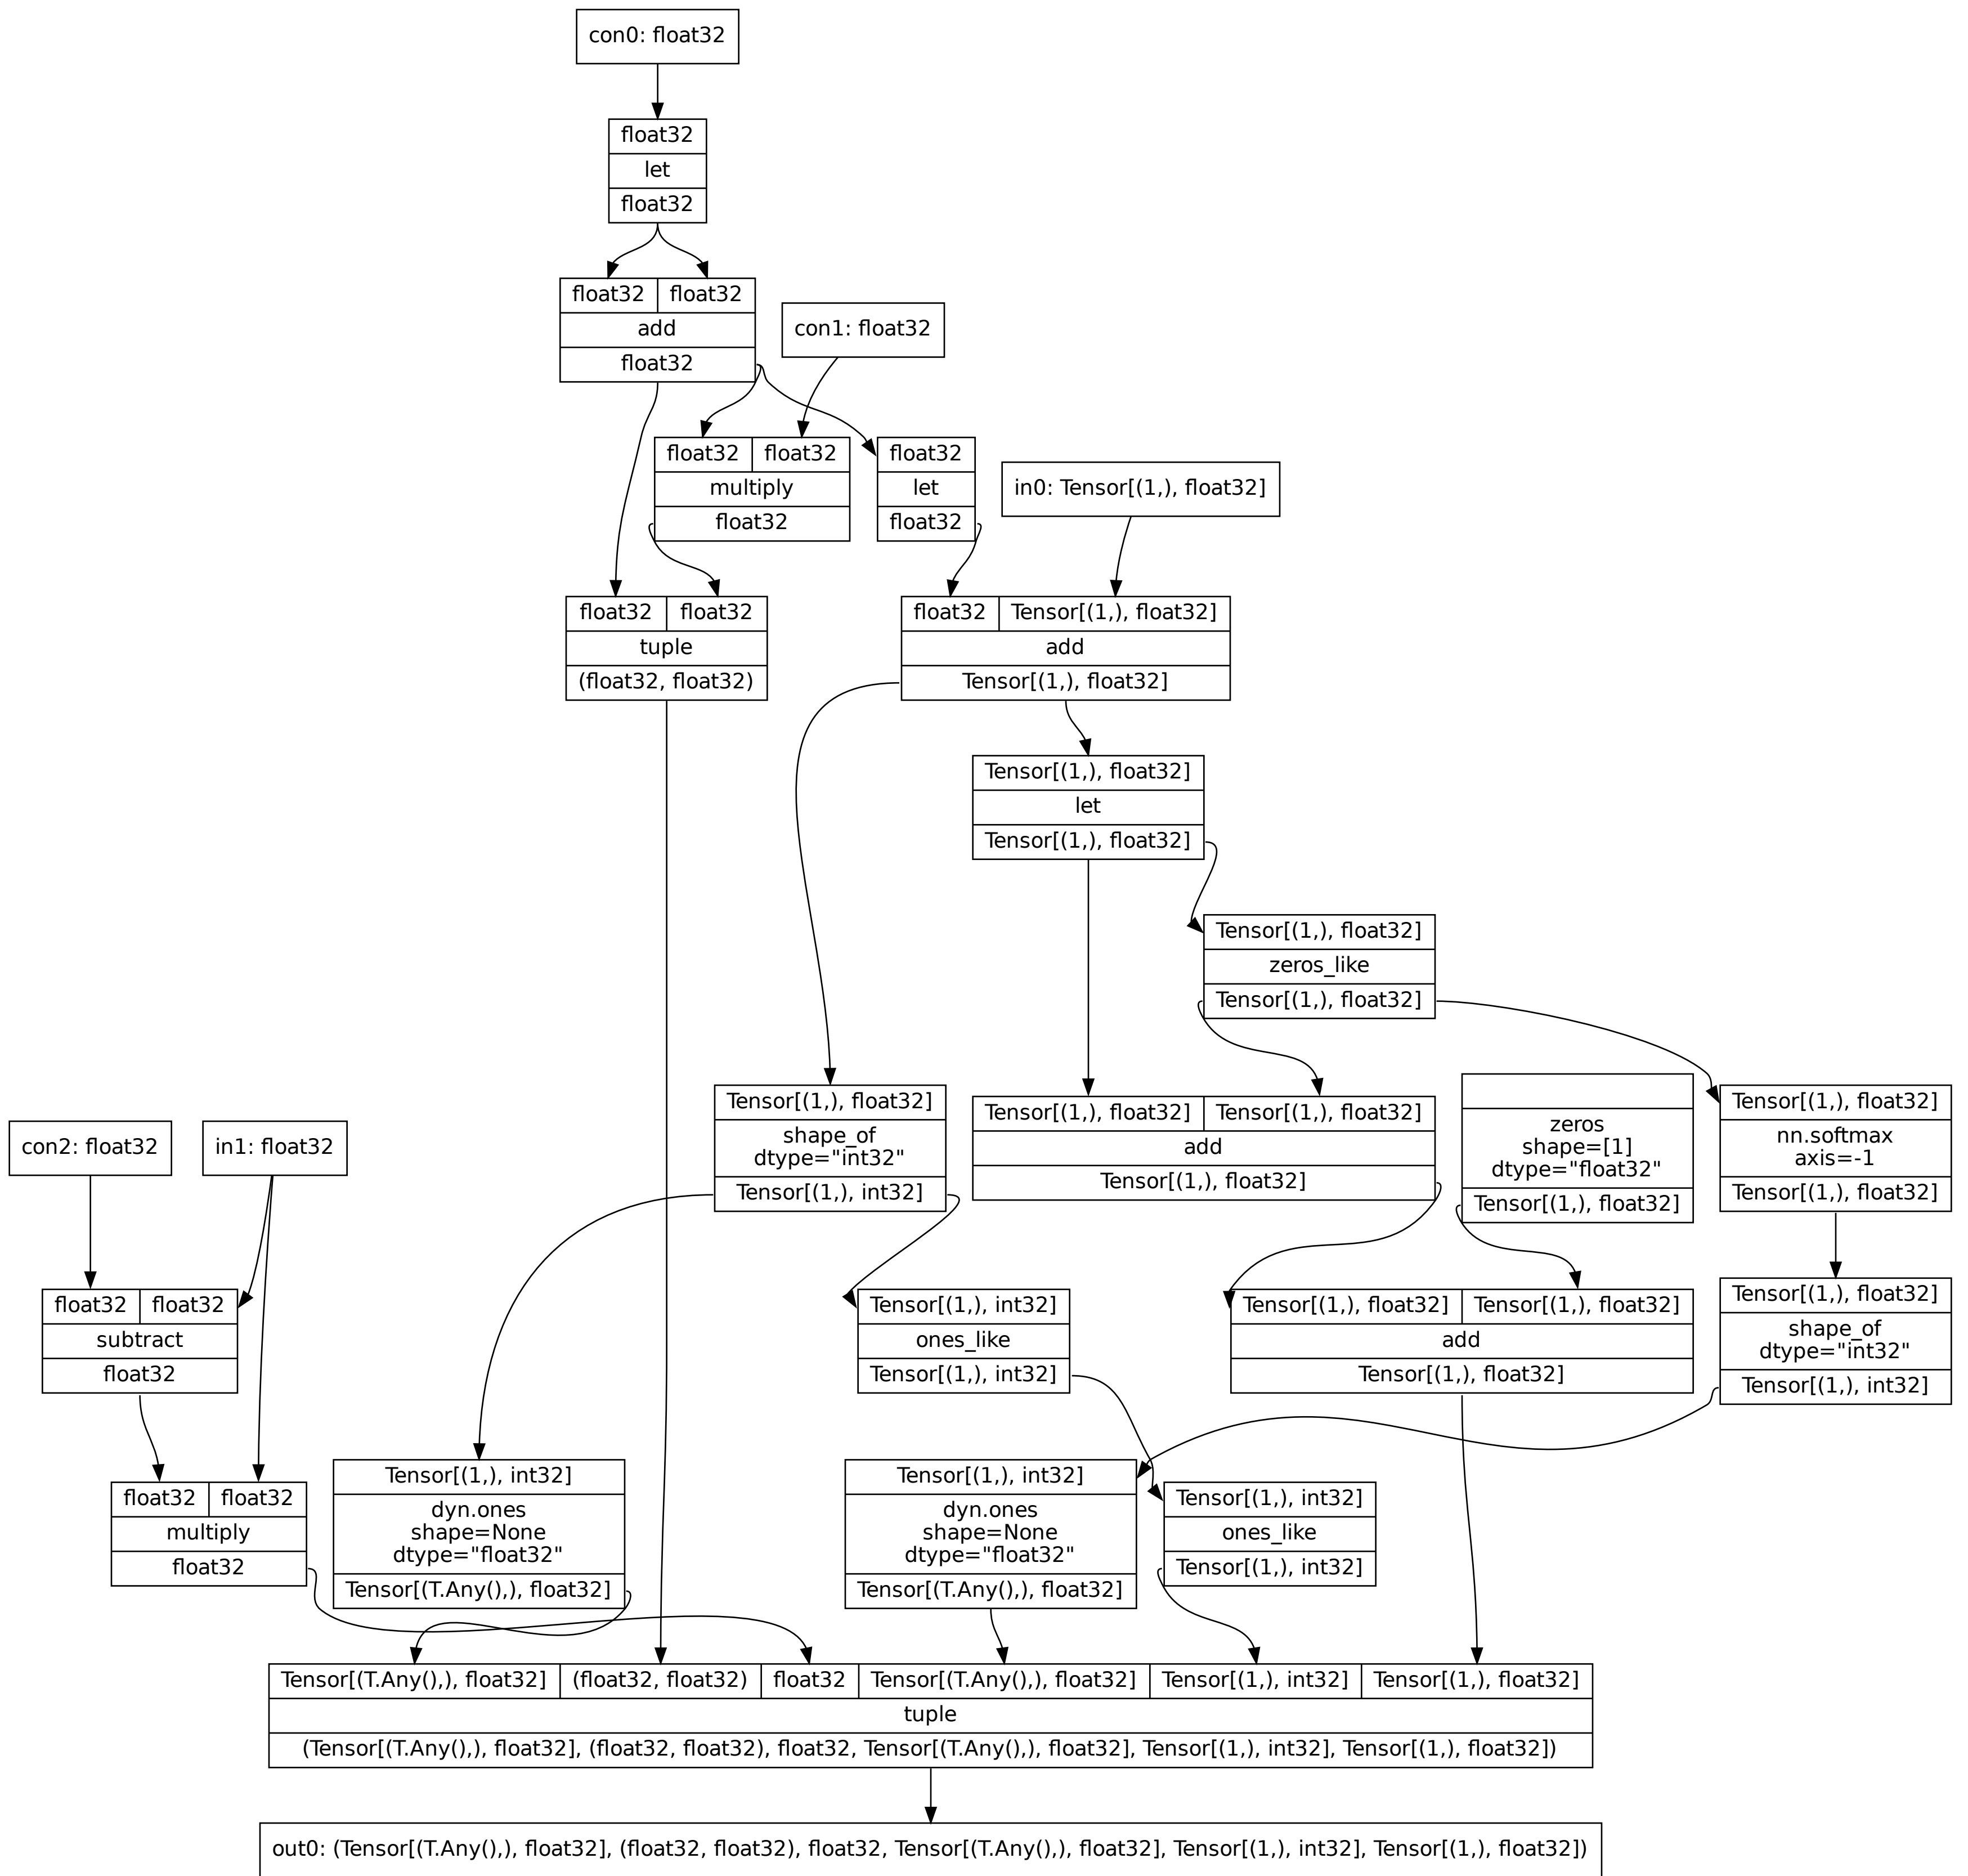 con0: float32
float32
let
float32
float32 float32
add
float32
con1: float32
float32 float32
multiply
float32
float32
let
float32
in0: Tensor[(1,), float32]
float32 float32
tuple
(float32, float32)
float32 Tensor[(1,), float32]
add
Tensor[(1,), float32]
Tensor[(1,), float32]
let
Tensor[(1,), float32]
Tensor[(1,), float32]
zeros_like
Tensor[(1,), float32]
con2: float32
in1: float32
Tensor[(1,), float32]
shape_of
dtype="int32"
Tensor[(1,), int32]
Tensor[(1,), float32] Tensor[(1,), float32]
add
Tensor[(1,), float32]
zeros
shape=[1]
dtype="float32"
Tensor[(1,), float32]
Tensor[(1,), float32]
nn.softmax
axis=-1
Tensor[(1,), float32]
float32 float32
subtract
float32
Tensor[(1,), int32]
ones_like
Tensor[(1,), int32]
Tensor[(1,), float32] Tensor[(1,), float32]
add
Tensor[(1,), float32]
Tensor[(1,), float32]
shape_of
dtype="int32"
Tensor[(1,), int32]
float32 float32
multiply
float32
Tensor[(1,), int32]
dyn.ones
shape=None
dtype="float32"
Tensor[(T.Any(),), float32]
Tensor[(1,), int32]
dyn.ones
shape=None
dtype="float32"
Tensor[(T.Any(),), float32]
Tensor[(1,), int32]
ones_like
Tensor[(1,), int32]
Tensor[(T.Any(),), float32] (float32, float32) float32 Tensor[(T.Any(),), float32] Tensor[(1,), int32] Tensor[(1,), float32]
tuple
(Tensor[(T.Any(),), float32], (float32, float32), float32, Tensor[(T.Any(),), float32], Tensor[(1,), int32], Tensor[(1,), float32])
out0: (Tensor[(T.Any(),), float32], (float32, float32), float32, Tensor[(T.Any(),), float32], Tensor[(1,), int32], Tensor[(1,), float32])